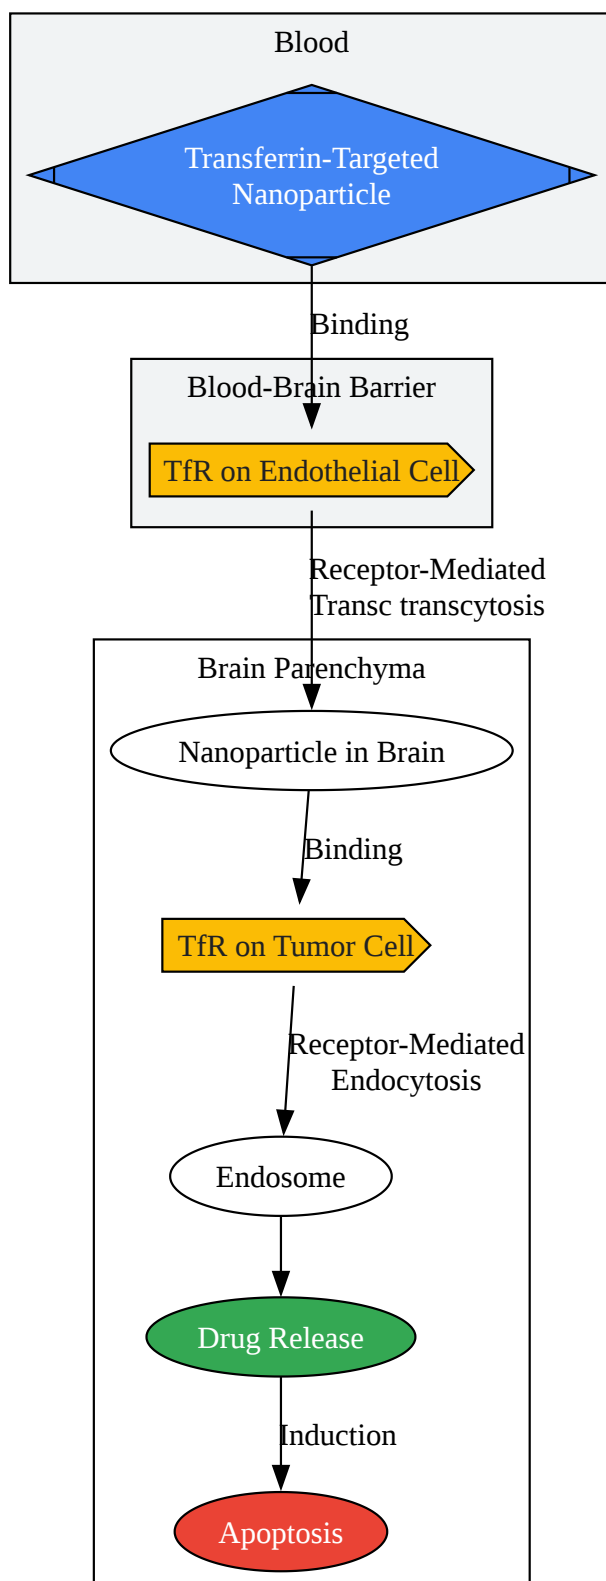 Blood
Transferrin-Targeted
Nanoparticle
Binding
Blood-Brain Barrier
TfR on Endothelial Cell
Receptor-Mediated
Transc transcytosis
Brain Parenchyma
Nanoparticle in Brain
Binding
TfR on Tumor Cell
Receptor-Mediated
Endocytosis
Endosome
Drug Release
Induction
Apoptosis